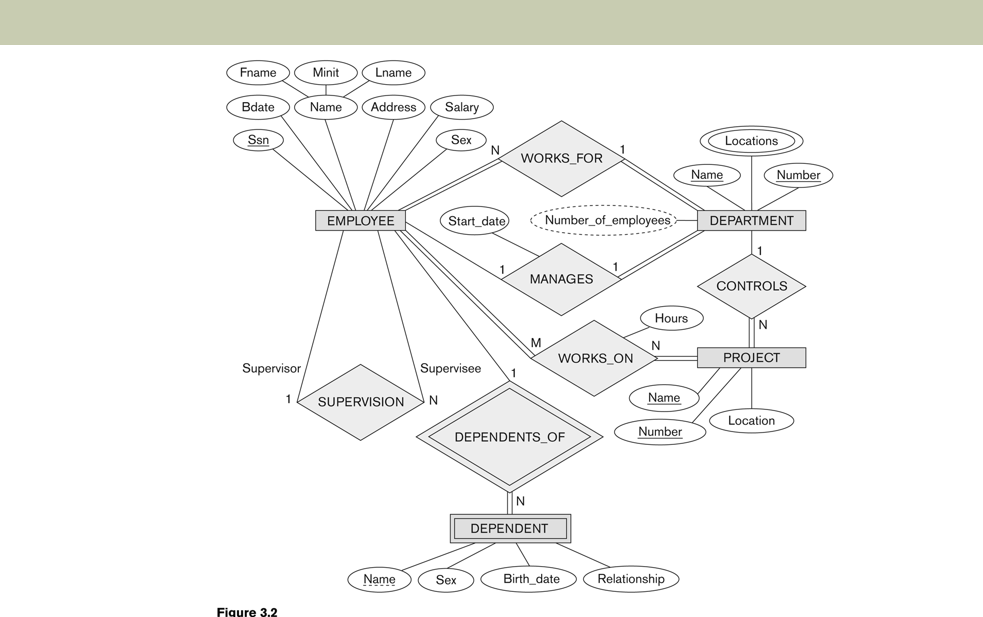 Fname Minit Lname
Bdate Name Address Salary
Ssn Sex
N WORKS_FOR 1
Locations
Name Number
EMPLOYEE Start_date Number_of_employees DEPARTMENT
1 MANAGES 1
1
CONTROLS
N
Hours
M WORKS_ON N PROJECT
Supervisor Supervisee
1 SUPERVISION N
1
Name
Number Location
DEPENDENTS_OF
N
DEPENDENT
Name Sex Birth_date Relationship
Figure 3.2